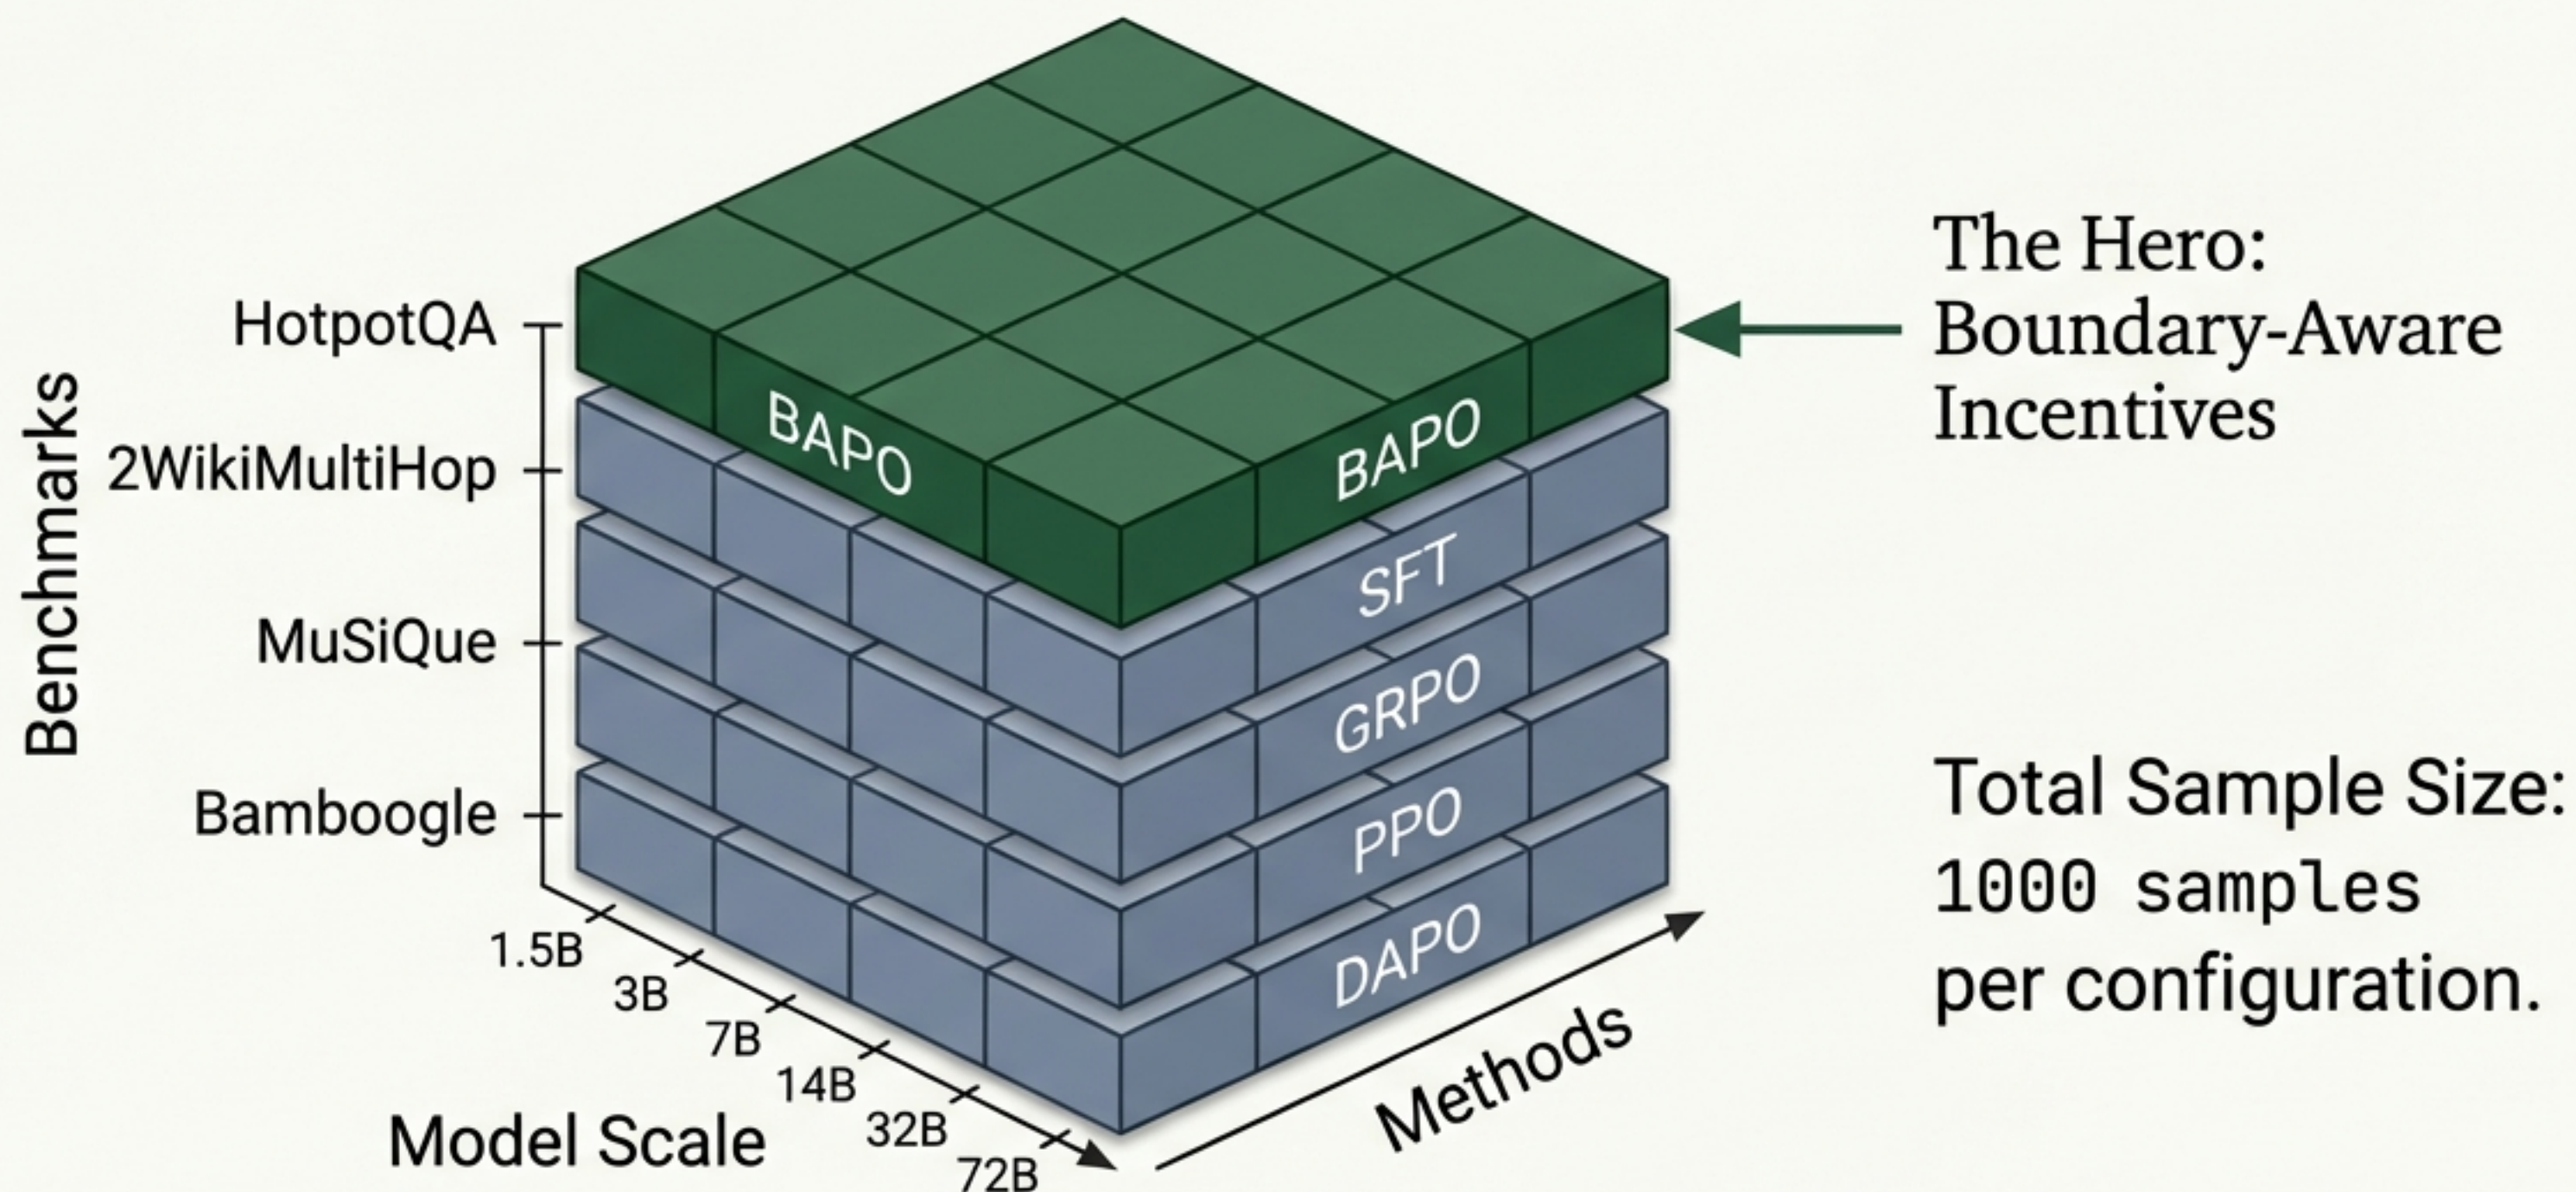 Benchmarks
HotpotQA
2WikiMultiHop
MuSiQue
Bamboogle
1.5B
3B
7B
14B
32B
72B
Model Scale
Methods
BAPO
BAPO
SFT
GRPO
PPO
DAPO
The Hero:
Boundary-Aware
Incentives
Total Sample Size:
1000 samples
per configuration.